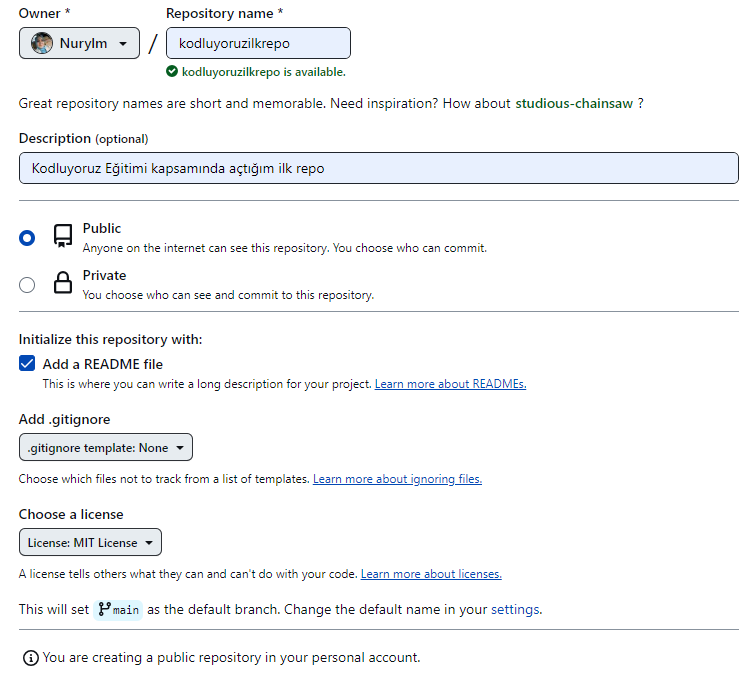 Owner * Repository name *
Nurylm / kodluyoruzilkrepo
kodluyoruzilkrepo is available.
Great repository names are short and memorable. Need inspiration? How about studious-chainsaw ?
Description (optional)
Kodluyoruz Eğitimi kapsamında açtığım ilk repo
Public
Anyone on the internet can see this repository. You choose who can commit.
Private
You choose who can see and commit to this repository.
Initialize this repository with:
Add a README file
This is where you can write a long description for your project. Learn more about READMEs.
Add .gitignore
.gitignore template: None
Choose which files not to track from a list of templates. Learn more about ignoring files.
Choose a license
License: MIT License
A license tells others what they can and can't do with your code. Learn more about licenses.
This will set main as the default branch. Change the default name in your settings.
You are creating a public repository in your personal account.